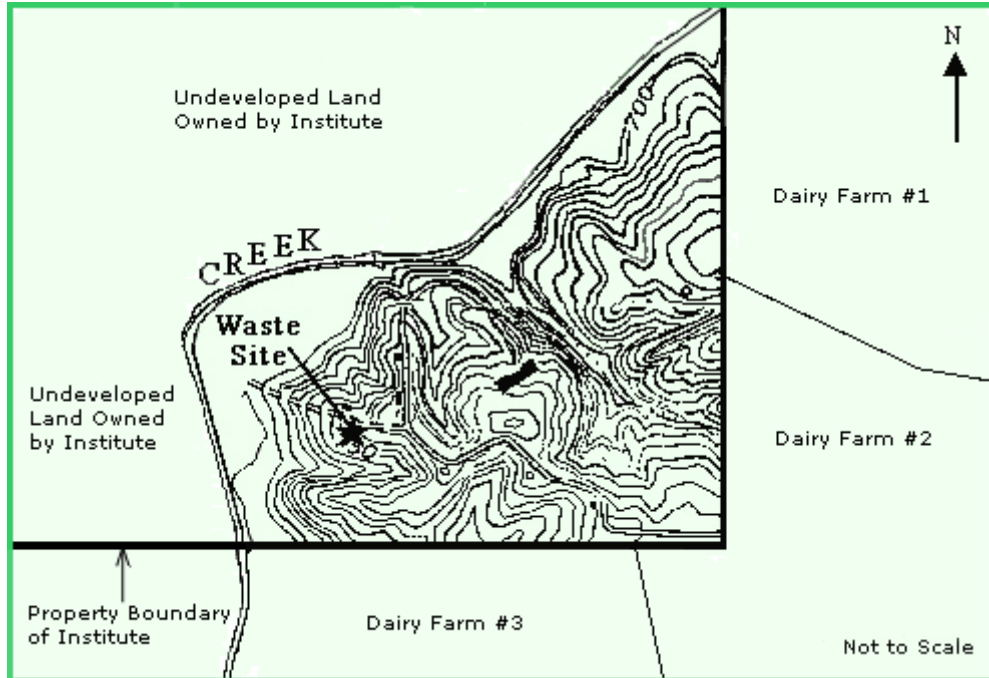 N
Undeveloped Land
Owned by Institute
700
Dairy Farm #1
CREEK
Waste
Site
Undeveloped
Land Owned
by Institute
Dairy Farm #2
Property Boundary
of Institute
Dairy Farm #3
Not to Scale